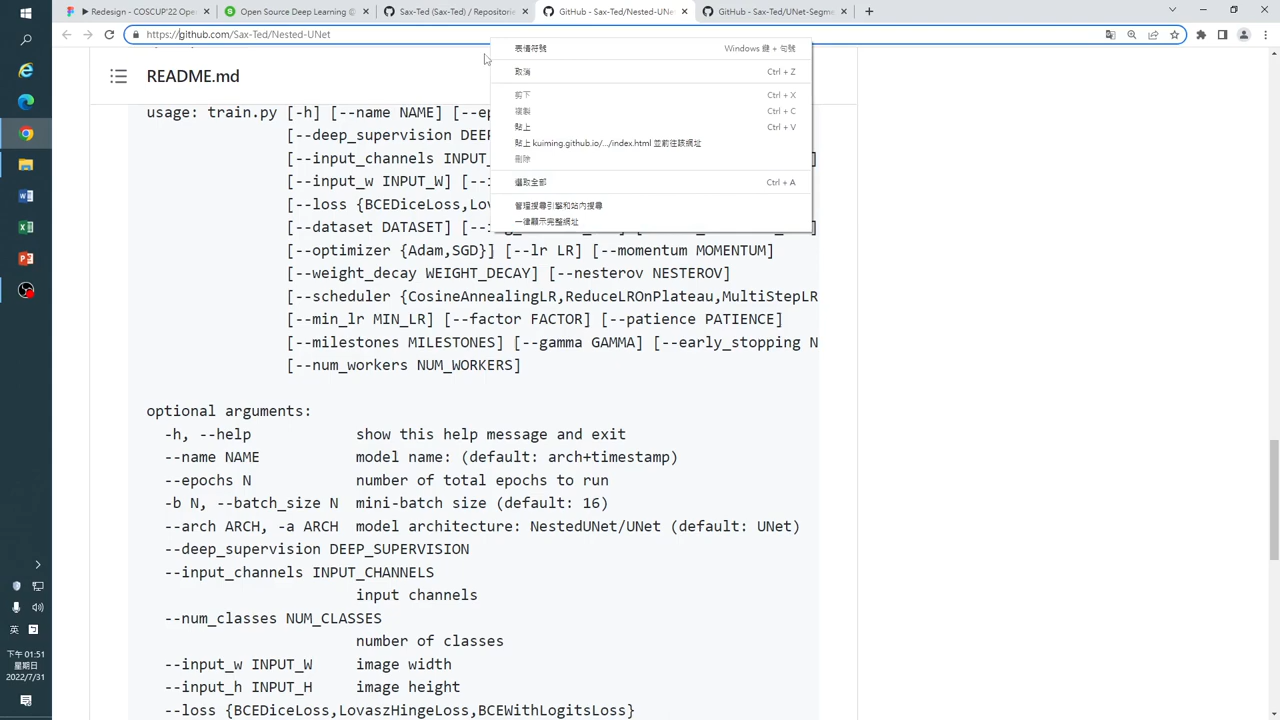 Redesign - COSCUP'22 Ope
Open Source Deep Learning @
Sax-Ted (Sax-Ted) / Repositorie
GitHub - Sax-Ted/Nested-UNe
GitHub - Sax-Ted/UNet-Segm
https://github.com/Sax-Ted/Nested-UNet
表情符號 Windows 鍵 + 句號
取消 Ctrl + Z
剪下 Ctrl + X
複製 Ctrl + C
貼上 Ctrl + V
貼上 kuiming.github.io/.../index.html 並前往該網址
刪除
選取全部 Ctrl + A
管理搜尋引擎和站內搜尋
一律顯示完整網址
README.md
usage: train.py [-h] [--name NAME] [--ep
[--deep_supervision DEEP
[--input_channels INPUT_
[--input_w INPUT_W] [--i
[--loss {BCEDiceLoss,Lov
[--dataset DATASET]
[--optimizer {Adam,SGD}] [--lr LR] [--momentum MOMENTUM]
[--weight_decay WEIGHT_DECAY] [--nesterov NESTEROV]
[--scheduler {CosineAnnealingLR,ReduceLROnPlateau,MultiStepLR
[--min_lr MIN_LR] [--factor FACTOR] [--patience PATIENCE]
[--milestones MILESTONES] [--gamma GAMMA] [--early_stopping N
[--num_workers NUM_WORKERS]
optional arguments:
-h, --help show this help message and exit
--name NAME model name: (default: arch+timestamp)
--epochs N number of total epochs to run
-b N, --batch_size N mini-batch size (default: 16)
--arch ARCH, -a ARCH model architecture: NestedUNet/UNet (default: UNet)
--deep_supervision DEEP_SUPERVISION
--input_channels INPUT_CHANNELS
input channels
--num_classes NUM_CLASSES
number of classes
--input_w INPUT_W image width
--input_h INPUT_H image height
--loss {BCEDiceLoss,LovaszHingeLoss,BCEWithLogitsLoss}
英
下午 01:51
星期日
2022/7/31